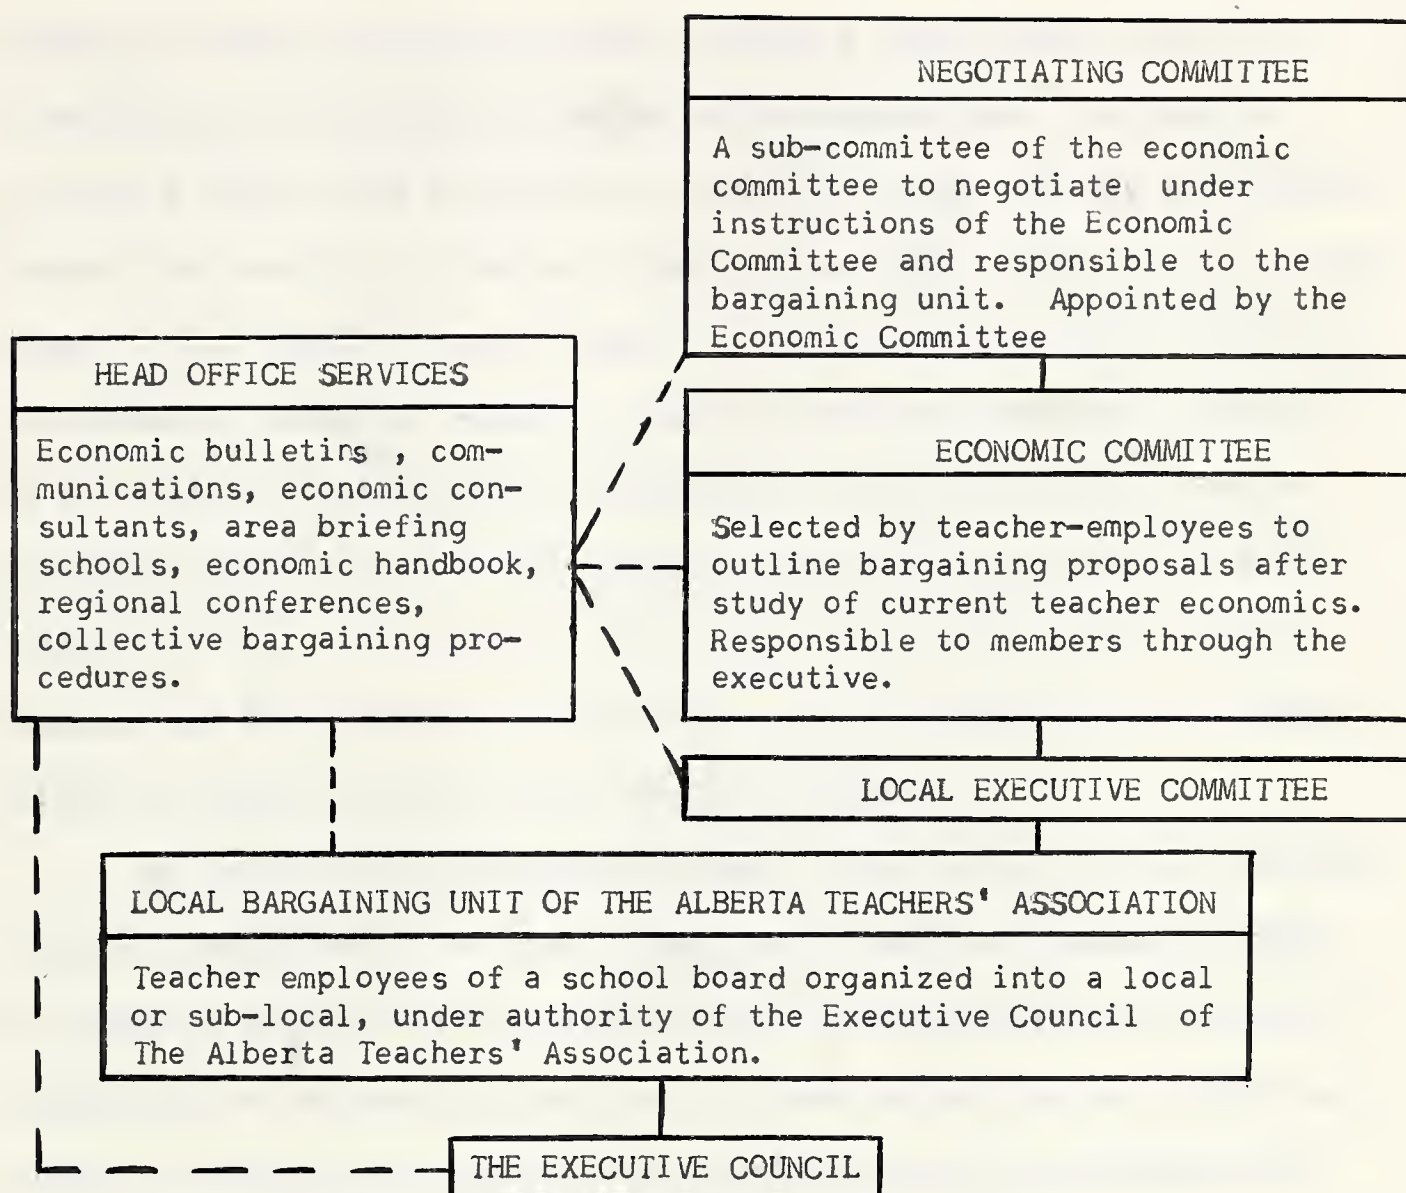 NEGOTIATING COMMITTEE
A sub-committee of the economic
committee to negotiate under
instructions of the Economic
Committee and responsible to the
bargaining unit. Appointed by the
Economic Committee
HEAD OFFICE SERVICES
Economic bulletins , com-
munications, economic con-
sultants, area briefing
schools, economic handbook,
regional conferences,
collective bargaining pro-
cedures.
ECONOMIC COMMITTEE
Selected by teacher-employees to
outline bargaining proposals after
study of current teacher economics.
Responsible to members through the
executive.
LOCAL EXECUTIVE COMMITTEE
LOCAL BARGAINING UNIT OF THE ALBERTA TEACHERS' ASSOCIATION
Teacher employees of a school board organized into a local
or sub-local, under authority of the Executive Council of
The Alberta Teachers' Association.
THE EXECUTIVE COUNCIL